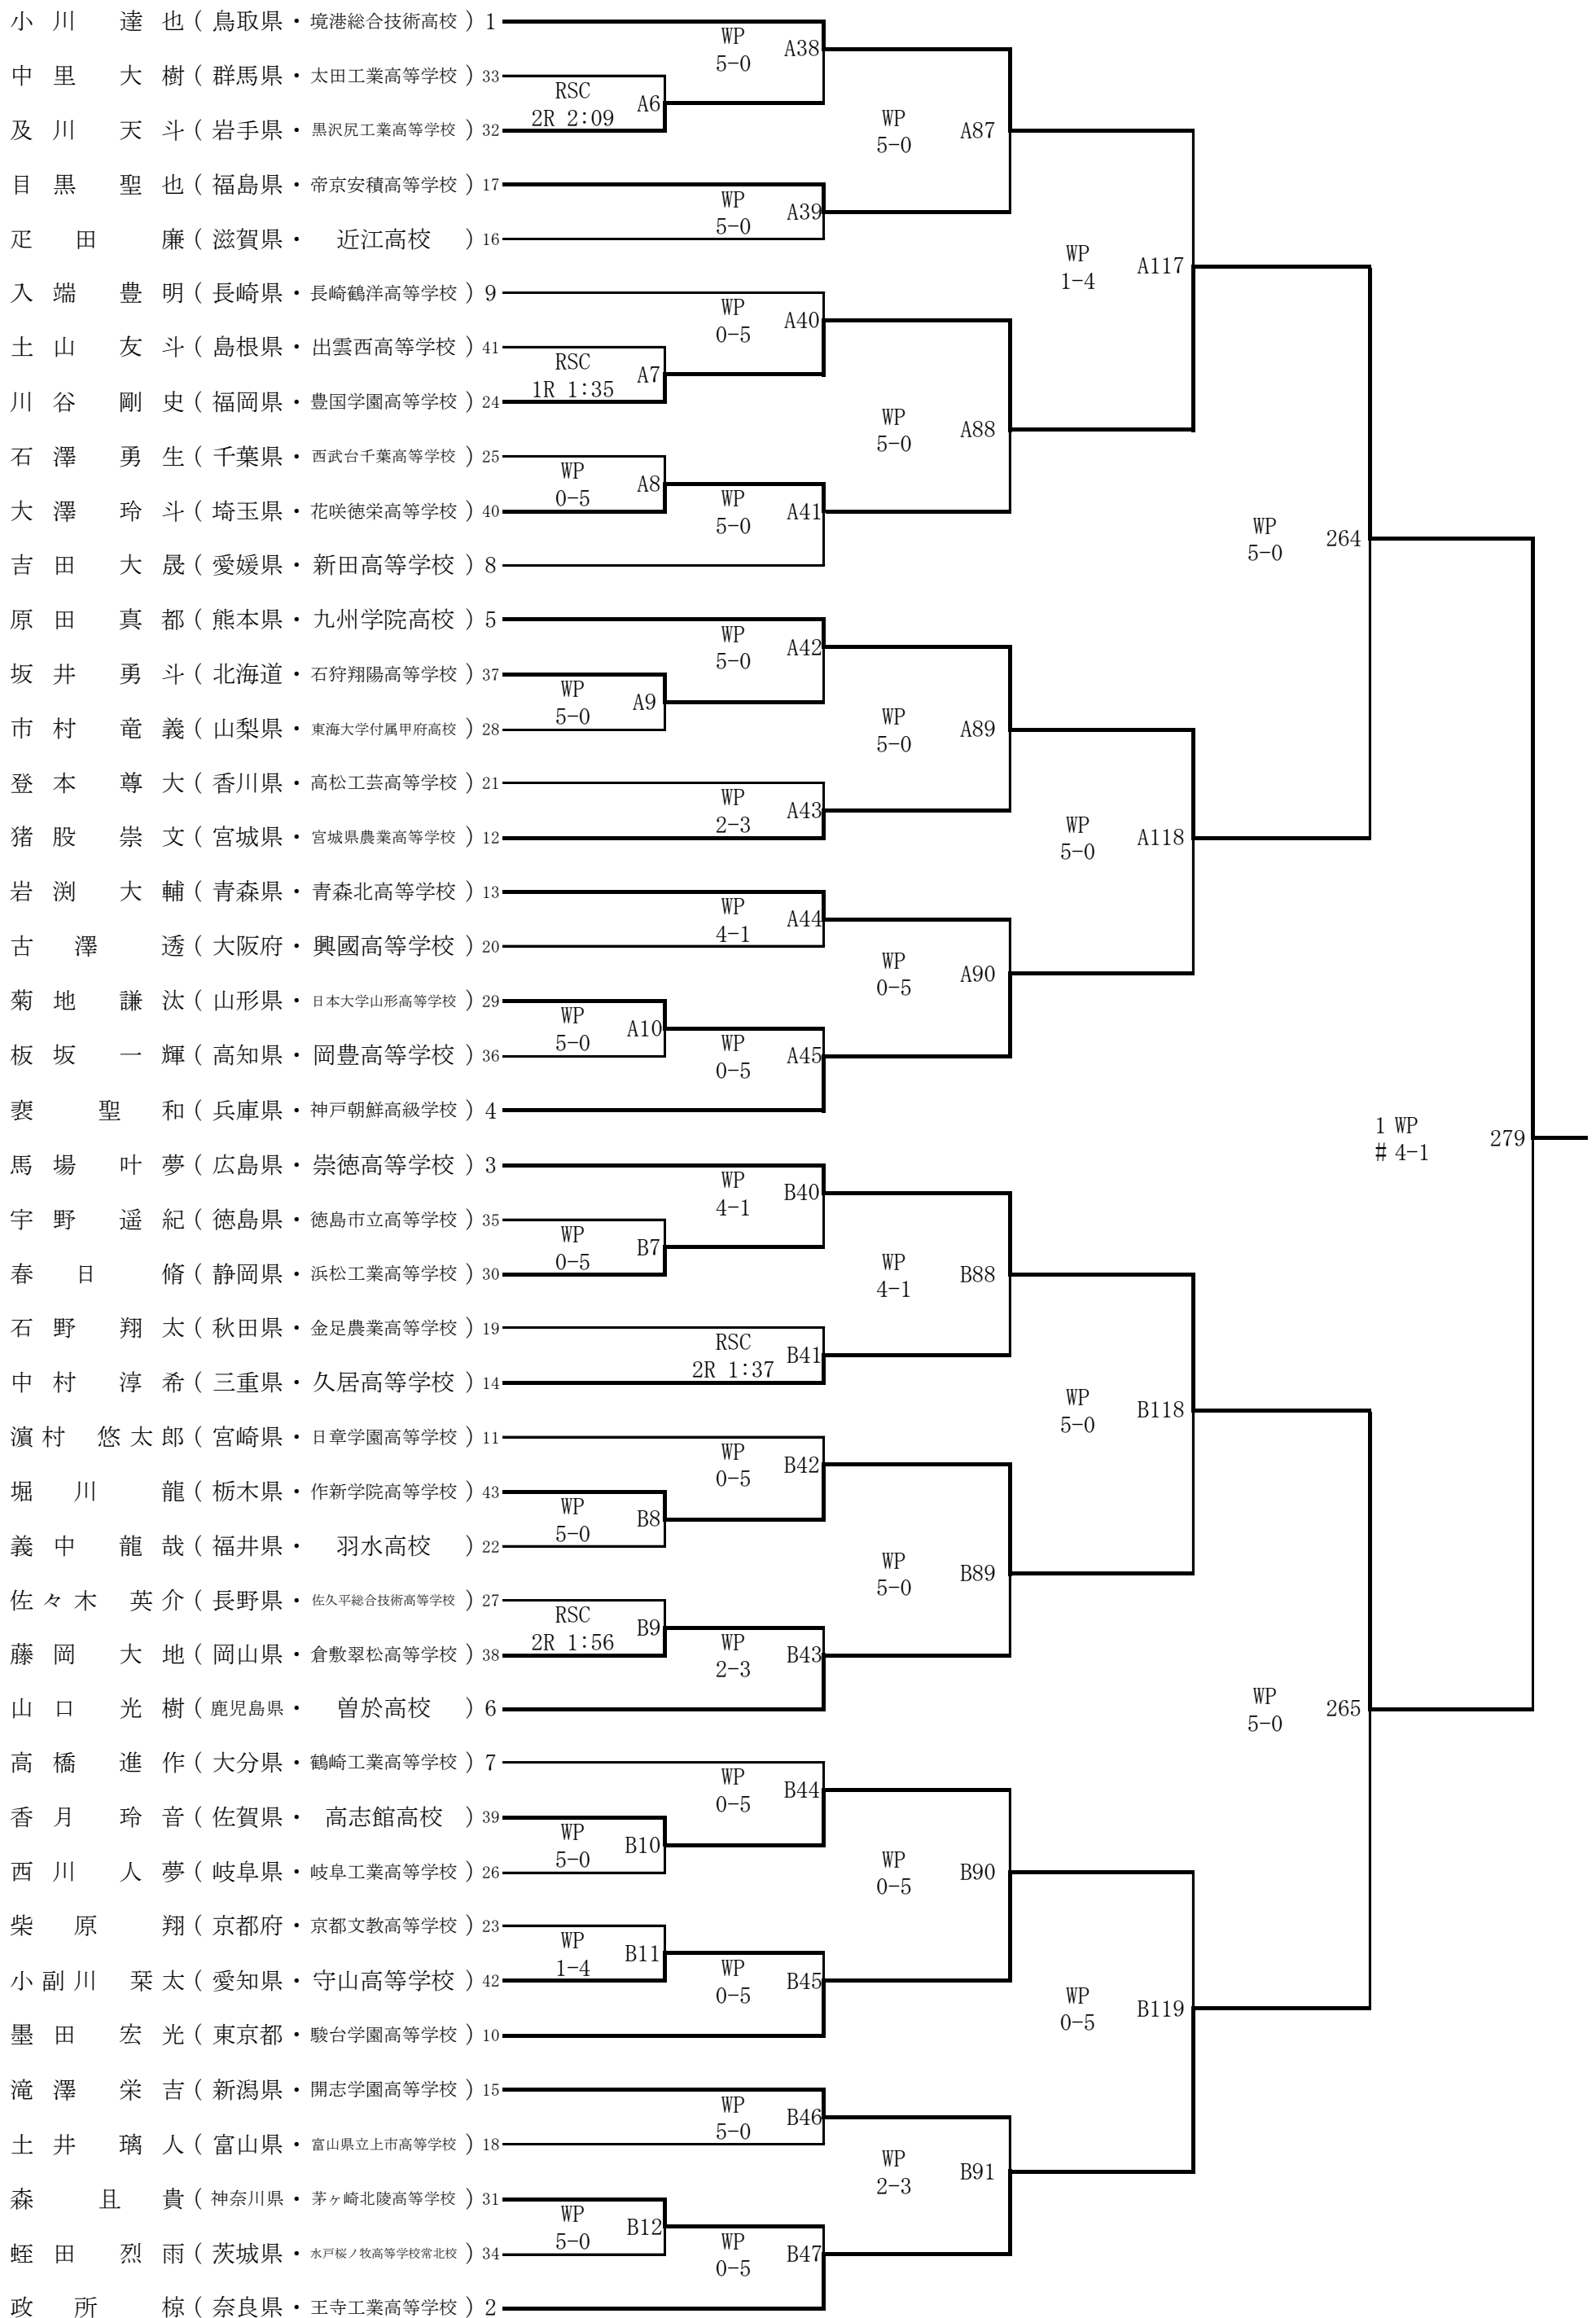 小川 達也 ( 鳥取県・境港総合技術高校 ) 1
WP
5-0
A38
中里 大樹 ( 群馬県・太田工業高等学校 ) 33
RSC
2R 2:09
A6
及川 天斗 ( 岩手県・黒沢尻工業高等学校 ) 32
WP
5-0
A87
目黒 聖也 ( 福島県・帝京安積高等学校 ) 17
WP
5-0
A39
疋田 廉 ( 滋賀県・近江高校 ) 16
WP
1-4
A117
入端 豊明 ( 長崎県・長崎鶴洋高等学校 ) 9
WP
0-5
A40
土山 友斗 ( 島根県・出雲西高等学校 ) 41
RSC
1R 1:35
A7
川谷 剛史 ( 福岡県・豊国学園高等学校 ) 24
WP
5-0
A88
石澤 勇生 ( 千葉県・西武台千葉高等学校 ) 25
WP
0-5
A8
大澤 玲斗 ( 埼玉県・花咲徳栄高等学校 ) 40
WP
5-0
A41
WP
5-0
264
吉田 大晟 ( 愛媛県・新田高等学校 ) 8
原田 真都 ( 熊本県・九州学院高校 ) 5
WP
5-0
A42
坂井 勇斗 ( 北海道・石狩翔陽高等学校 ) 37
WP
5-0
A9
市村 竜義 ( 山梨県・東海大学付属甲府高校 ) 28
WP
5-0
A89
登本 尊大 ( 香川県・高松工芸高等学校 ) 21
WP
2-3
A43
猪股 崇文 ( 宮城県・宮城県農業高等学校 ) 12
WP
5-0
A118
岩渕 大輔 ( 青森県・青森北高等学校 ) 13
WP
4-1
A44
古澤 透 ( 大阪府・興國高等学校 ) 20
WP
0-5
A90
菊地 謙汰 ( 山形県・日本大学山形高等学校 ) 29
WP
5-0
A10
板坂 一輝 ( 高知県・岡豊高等学校 ) 36
WP
0-5
A45
裵 聖和 ( 兵庫県・神戸朝鮮高級学校 ) 4
1 WP
# 4-1
279
馬場 叶夢 ( 広島県・崇徳高等学校 ) 3
WP
4-1
B40
宇野 遥紀 ( 徳島県・徳島市立高等学校 ) 35
WP
0-5
B7
春日 脩 ( 静岡県・浜松工業高等学校 ) 30
WP
4-1
B88
石野 翔太 ( 秋田県・金足農業高等学校 ) 19
RSC
2R 1:37
B41
中村 淳希 ( 三重県・久居高等学校 ) 14
WP
5-0
B118
濵村 悠太郎 ( 宮崎県・日章学園高等学校 ) 11
WP
0-5
B42
堀川 龍 ( 栃木県・作新学院高等学校 ) 43
WP
5-0
B8
義中 龍哉 ( 福井県・羽水高校 ) 22
WP
5-0
B89
佐々木 英介 ( 長野県・佐久平総合技術高等学校 ) 27
RSC
2R 1:56
B9
藤岡 大地 ( 岡山県・倉敷翠松高等学校 ) 38
WP
2-3
B43
山口 光樹 ( 鹿児島県・曽於高校 ) 6
WP
5-0
265
高橋 進作 ( 大分県・鶴崎工業高等学校 ) 7
WP
0-5
B44
香月 玲音 ( 佐賀県・高志館高校 ) 39
WP
5-0
B10
西川 人夢 ( 岐阜県・岐阜工業高等学校 ) 26
WP
0-5
B90
柴原 翔 ( 京都府・京都文教高等学校 ) 23
WP
1-4
B11
小副川 栞太 ( 愛知県・守山高等学校 ) 42
WP
0-5
B45
WP
0-5
B119
墨田 宏光 ( 東京都・駿台学園高等学校 ) 10
滝澤 栄吉 ( 新潟県・開志学園高等学校 ) 15
WP
5-0
B46
土井 璃人 ( 富山県・富山県立上市高等学校 ) 18
WP
2-3
B91
森 且貴 ( 神奈川県・茅ヶ崎北陵高等学校 ) 31
WP
5-0
B12
蛭田 烈雨 ( 茨城県・水戸桜ノ牧高等学校常北校 ) 34
WP
0-5
B47
政所 椋 ( 奈良県・王寺工業高等学校 ) 2